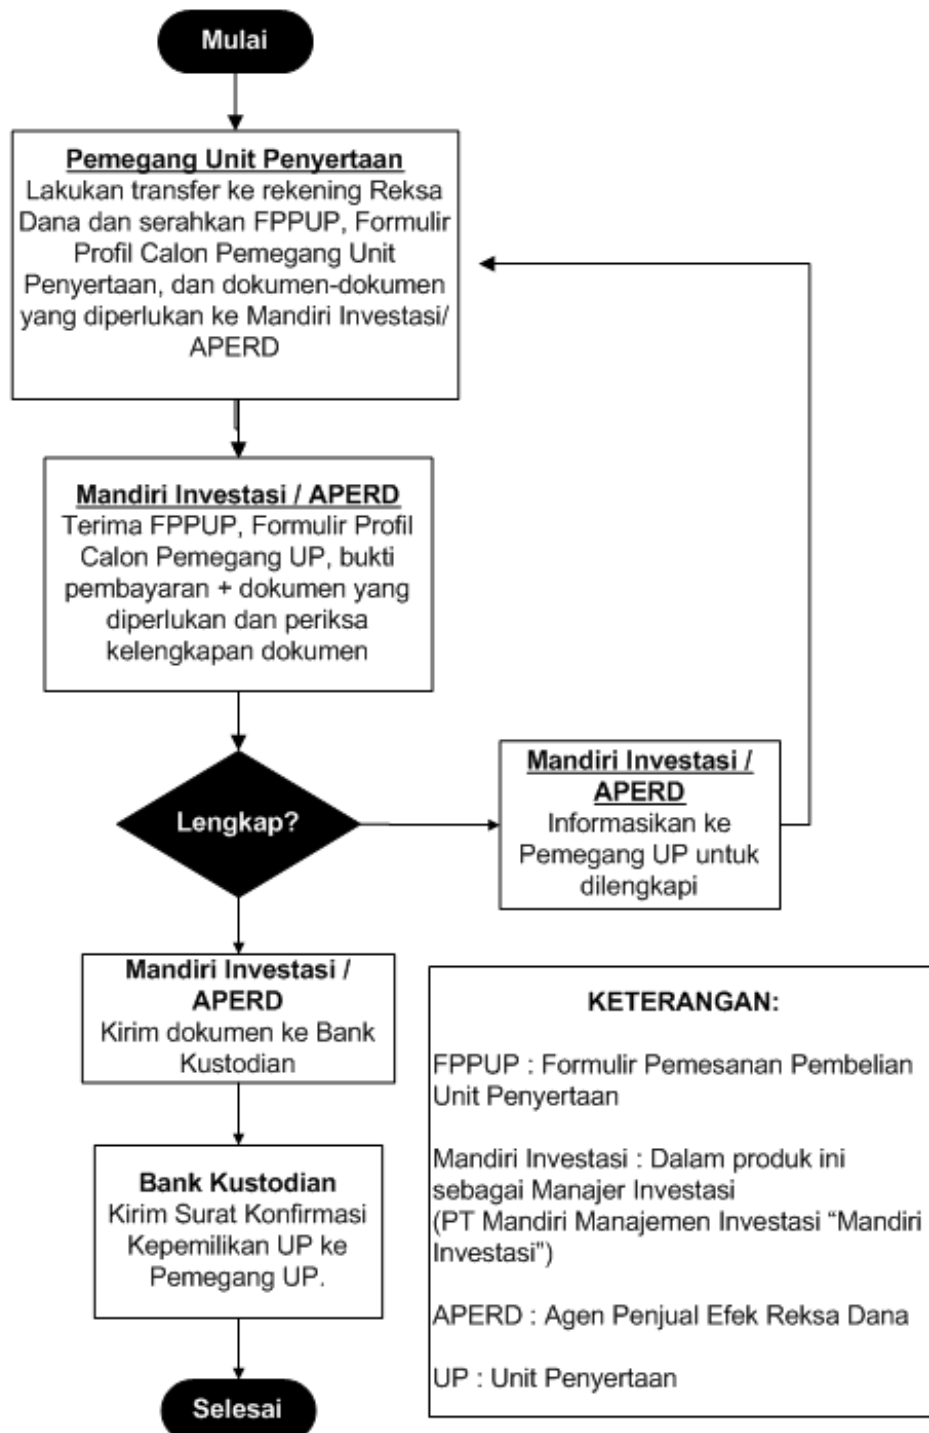 Mulai
Pemegang Unit Penyertaan
Lakukan transfer ke rekening Reksa
Dana dan serahkan FPPUP, Formulir
Profil Calon Pemegang Unit
Penyertaan, dan dokumen-dokumen
yang diperlukan ke Mandiri Investasi/
APERD
Mandiri Investasi / APERD
Terima FPPUP, Formulir Profil
Calon Pemegang UP, bukti
pembayaran + dokumen yang
diperlukan dan periksa
kelengkapan dokumen
Lengkap?
Mandiri Investasi /
APERD
Informasikan ke
Pemegang UP untuk
dilengkapi
Mandiri Investasi /
APERD
Kirim dokumen ke Bank
Kustodian
Bank Kustodian
Kirim Surat Konfirmasi
Kepemilikan UP ke
Pemegang UP.
Selesai
KETERANGAN:
FPPUP : Formulir Pemesanan Pembelian
Unit Penyertaan
Mandiri Investasi : Dalam produk ini
sebagai Manajer Investasi
(PT Mandiri Manajemen Investasi “Mandiri
Investasi”)
APERD : Agen Penjual Efek Reksa Dana
UP : Unit Penyertaan